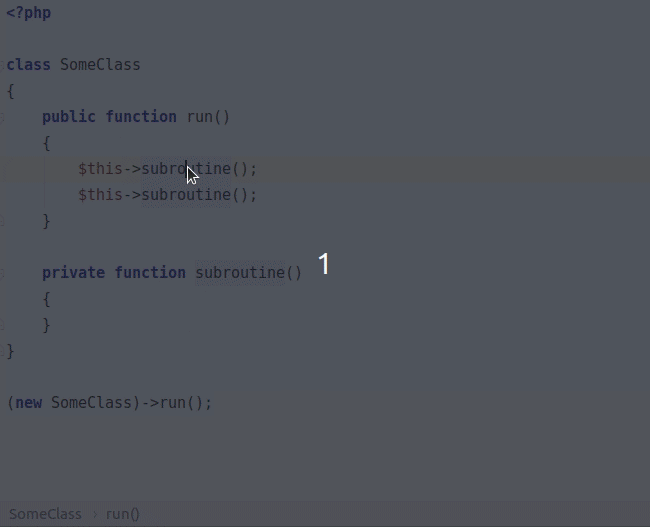 <?php
class SomeClass
{
    public function run()
    {
        $this->subroutine();
        $this->subroutine();
    }
    private function subroutine()
1
    {
    }
}
(new SomeClass)->run();
SomeClass › run()